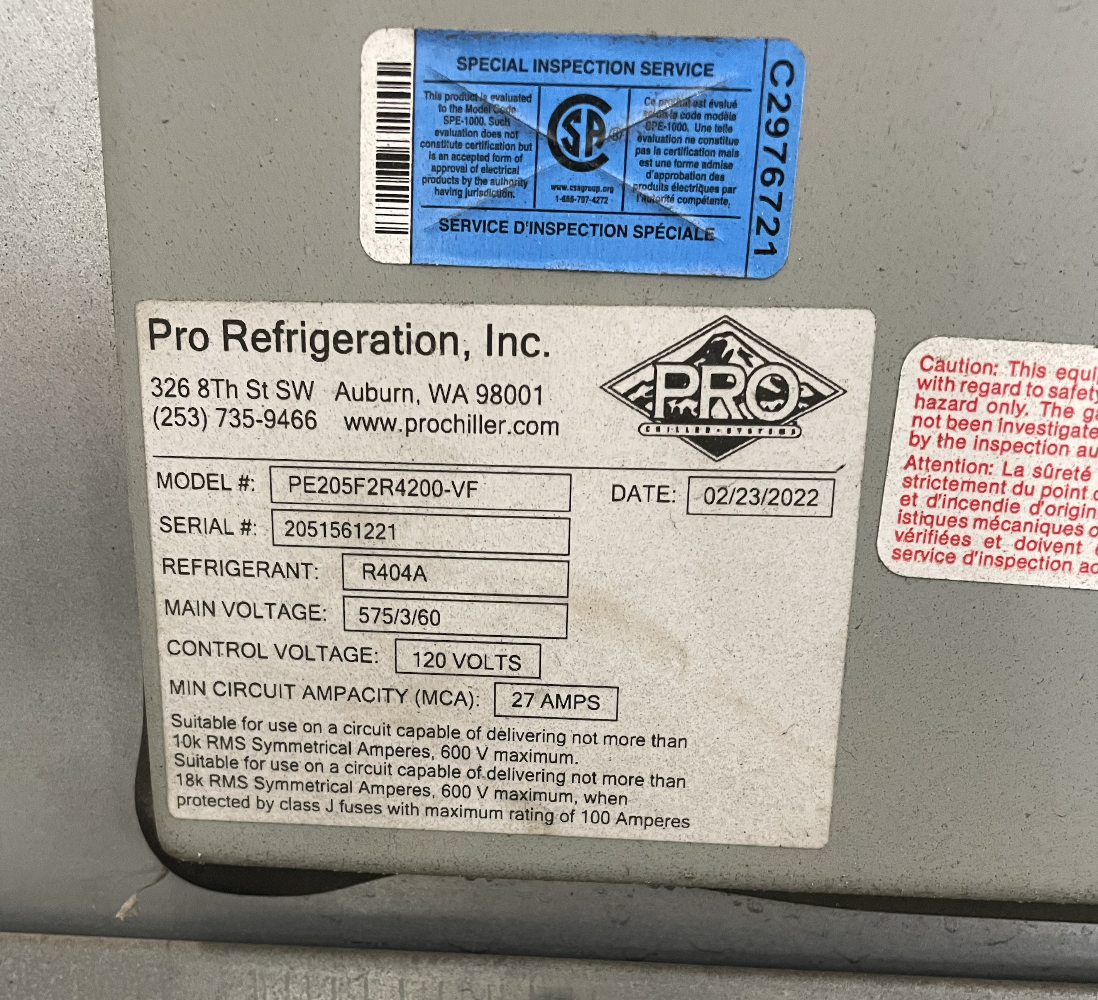 SPECIAL INSPECTION SERVICE
This product is evaluated
to the Model Code
SPE-1000. Such
evaluation does not
constitute certification but
is an accepted form of
approval of electrical
products by the authority
having jurisdiction.
CSA®
www.csagroup.org
1-888-797-4272
Ce produit est évalué
selon le code modèle
SPE-1000. Une telle
évaluation ne constitue
pas la certification mais
est une forme admise
d'approbation des
produits électriques par
l'autorité compétente.
SERVICE D'INSPECTION SPÉCIALE
C2976721
Pro Refrigeration, Inc.
326 8Th St SW Auburn, WA 98001
(253) 735-9466 www.prochiller.com
PRO
CHILLER SYSTEMS
MODEL #: PE205F2R4200-VF
DATE: 02/23/2022
SERIAL #: 2051561221
REFRIGERANT: R404A
MAIN VOLTAGE: 575/3/60
CONTROL VOLTAGE: 120 VOLTS
MIN CIRCUIT AMPACITY (MCA): 27 AMPS
Suitable for use on a circuit capable of delivering not more than
10k RMS Symmetrical Amperes, 600 V maximum.
Suitable for use on a circuit capable of delivering not more than
18k RMS Symmetrical Amperes, 600 V maximum, when
protected by class J fuses with maximum rating of 100 Amperes
Caution: This equi
with regard to safety
hazard only. The ga
not been investigate
by the inspection au
Attention: La sûreté
strictement du point d
et d'incendie d'origin
istiques mécaniques o
vérifiées et doivent
service d'inspection ac